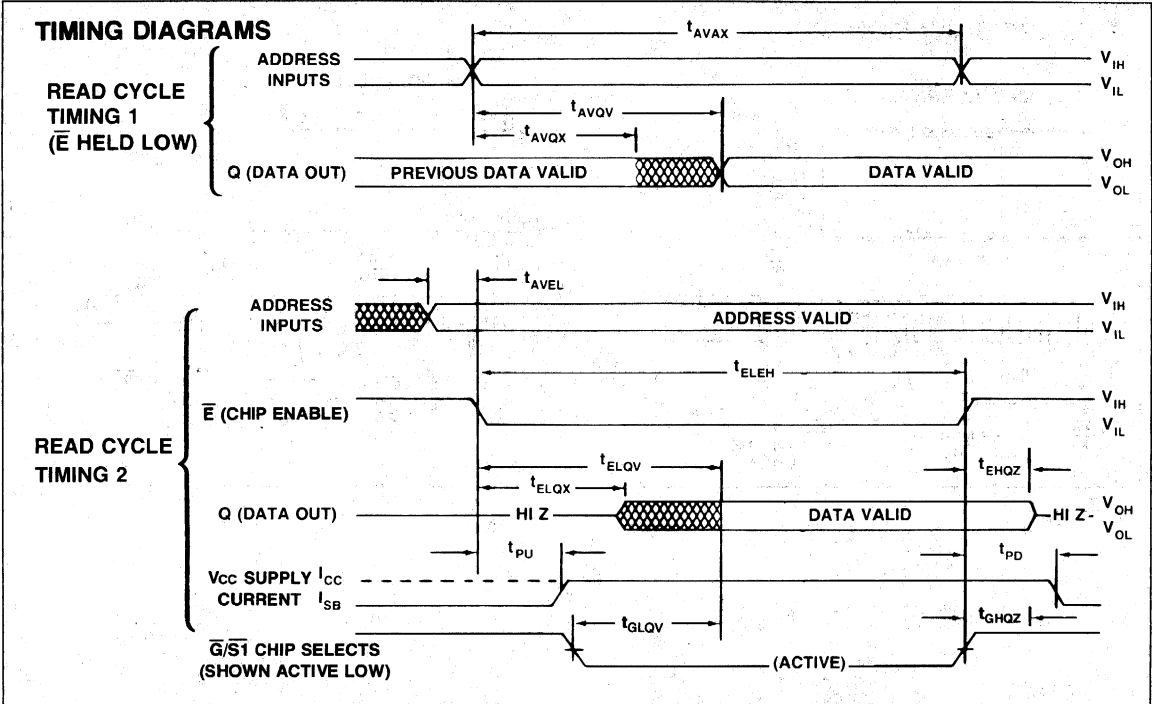 TIMING DIAGRAMS
tAVAX
READ CYCLE
TIMING 1
(E̅ HELD LOW)
ADDRESS
INPUTS
VIH
VIL
tAVQV
tAVQX
Q (DATA OUT)
PREVIOUS DATA VALID
DATA VALID
VOH
VOL
READ CYCLE
TIMING 2
tAVEL
ADDRESS
INPUTS
ADDRESS VALID
VIH
VIL
tELEH
E̅ (CHIP ENABLE)
VIH
VIL
tELQV
tEHQZ
tELQX
Q (DATA OUT)
HI Z
DATA VALID
HI Z
VOH
VOL
tPU
tPD
Vcc SUPPLY ICC
CURRENT ISB
tGLQV
tGHQZ
G̅/S̅1̅ CHIP SELECTS
(SHOWN ACTIVE LOW)
(ACTIVE)